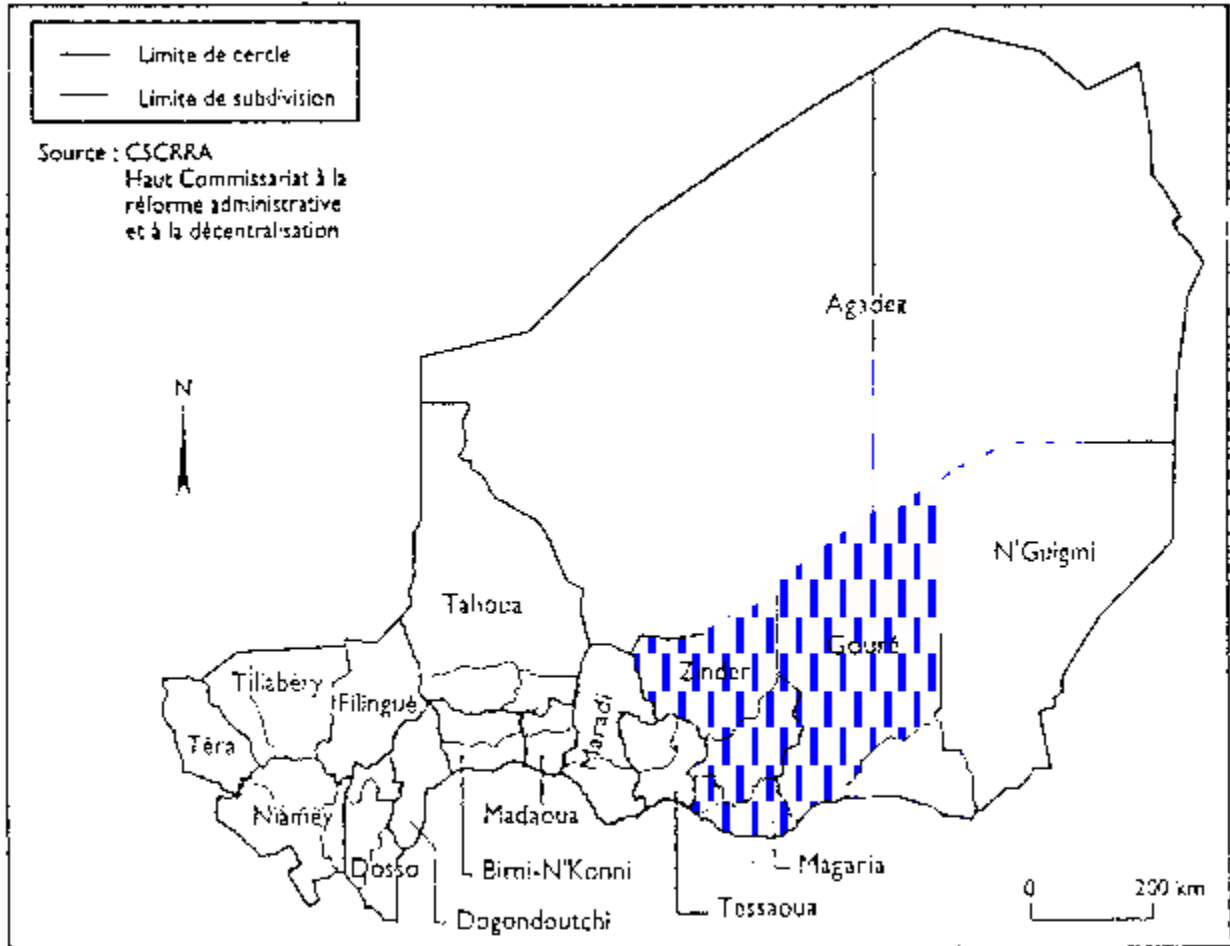 Limite de cercle
Limite de subdivision
Source : CSCRRA
Haut Commissariat à la
réforme administrative
et à la décentralisation
N
Agadez
N'Guigmi
Tahoua
Gouré
Zinder
Tillabéry
Filingué
Maradi
Téra
Niamey
Madaoua
Dosso
Birni-N'Konni
Magaria
Dogondoutchi
Tessaoua
0 200 km